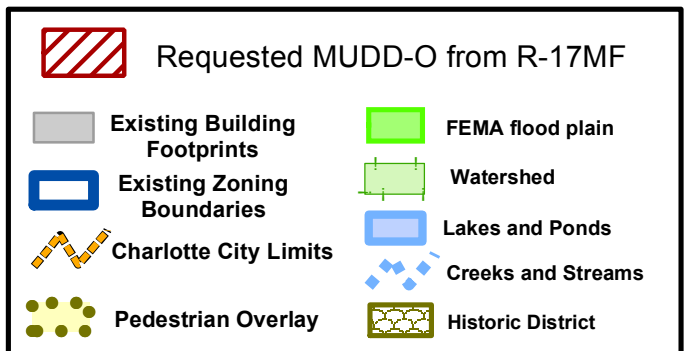 Requested MUDD-O from R-17MF
Existing Building
Footprints
Existing Zoning
Boundaries
Charlotte City Limits
Pedestrian Overlay
FEMA flood plain
Watershed
Lakes and Ponds
Creeks and Streams
Historic District